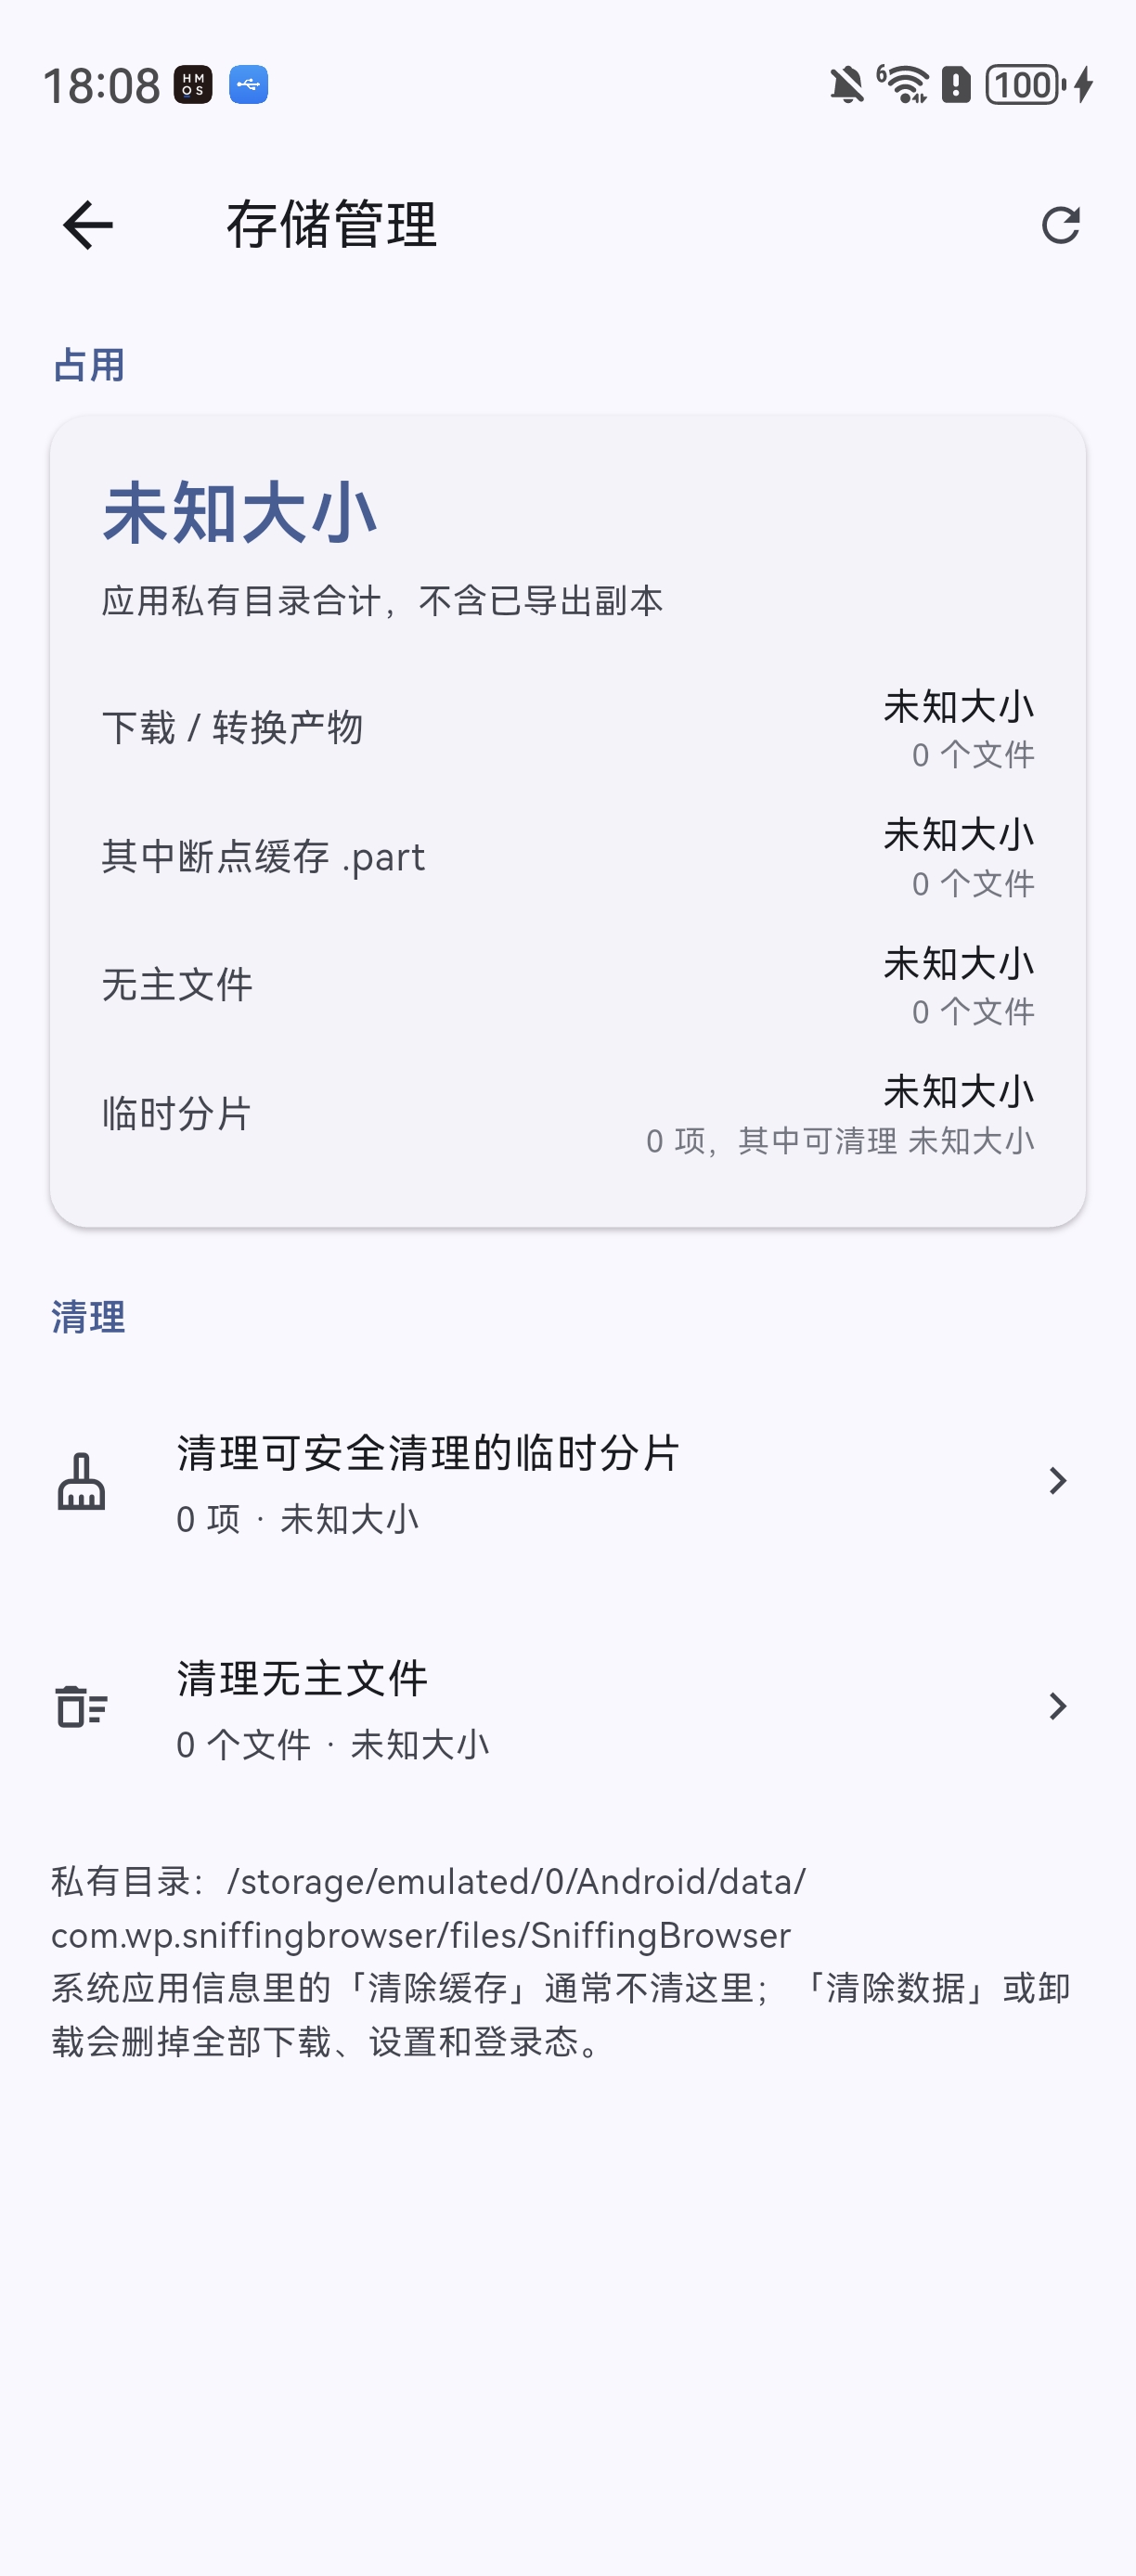 18:08
HM
OS
6
100
存储管理
占用
未知大小
应用私有目录合计，不含已导出副本
下载 / 转换产物
未知大小
0 个文件
其中断点缓存 .part
未知大小
0 个文件
无主文件
未知大小
0 个文件
临时分片
未知大小
0 项，其中可清理 未知大小
清理
清理可安全清理的临时分片
0 项 · 未知大小
清理无主文件
0 个文件 · 未知大小
私有目录：/storage/emulated/0/Android/data/
com.wp.sniffingbrowser/files/SniffingBrowser
系统应用信息里的「清除缓存」通常不清这里；「清除数据」或卸
载会删掉全部下载、设置和登录态。